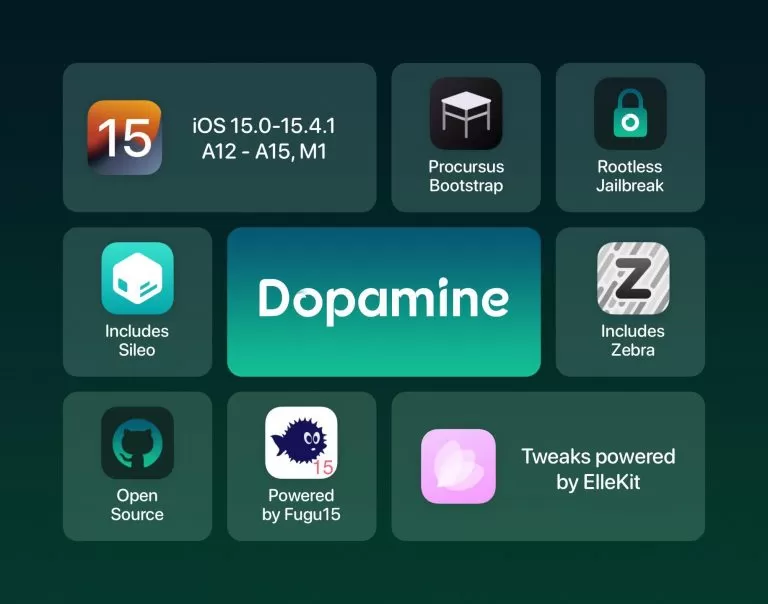 15
iOS 15.0-15.4.1
A12 - A15, M1
Procursus
Bootstrap
Rootless
Jailbreak
Includes
Sileo
Dopamine
Z
Includes
Zebra
Open
Source
15
Powered
by Fugu15
Tweaks powered
by ElleKit